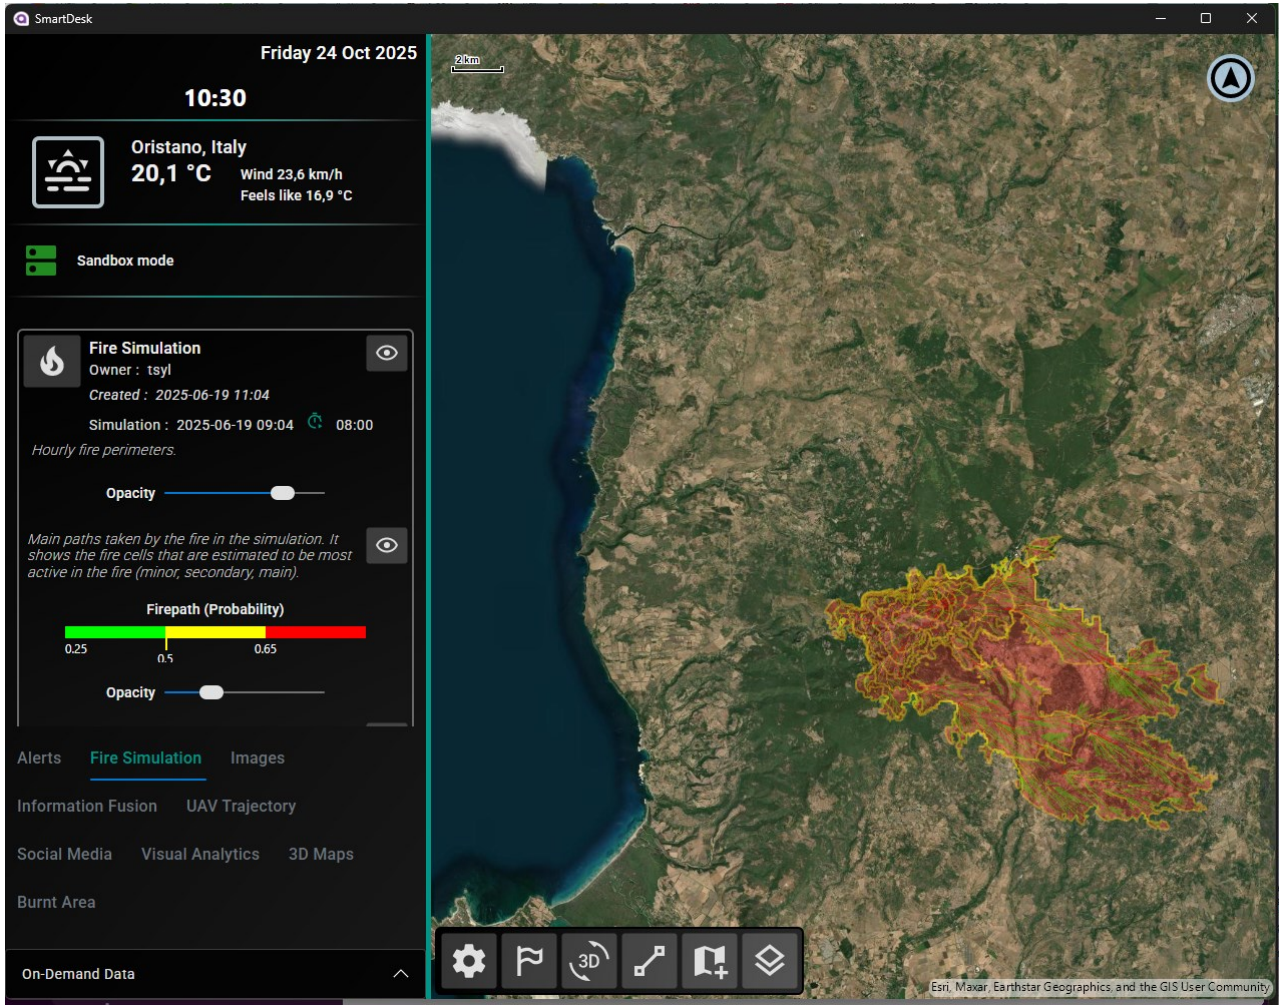 SmartDesk
Friday 24 Oct 2025
10:30
Oristano, Italy
20,1 °C
Wind 23,6 km/h
Feels like 16,9 °C
Sandbox mode
Fire Simulation
Owner : tsyl
Created : 2025-06-19 11:04
Simulation : 2025-06-19 09:04 08:00
Hourly fire perimeters.
Opacity
Main paths taken by the fire in the simulation. It
shows the fire cells that are estimated to be most
active in the fire (minor, secondary, main).
Firepath (Probability)
0.25 0.5 0.65
Opacity
Alerts Fire Simulation Images
Information Fusion UAV Trajectory
Social Media Visual Analytics 3D Maps
Burnt Area
On-Demand Data
2 km
3D
Esri, Maxar, Earthstar Geographics, and the GIS User Community